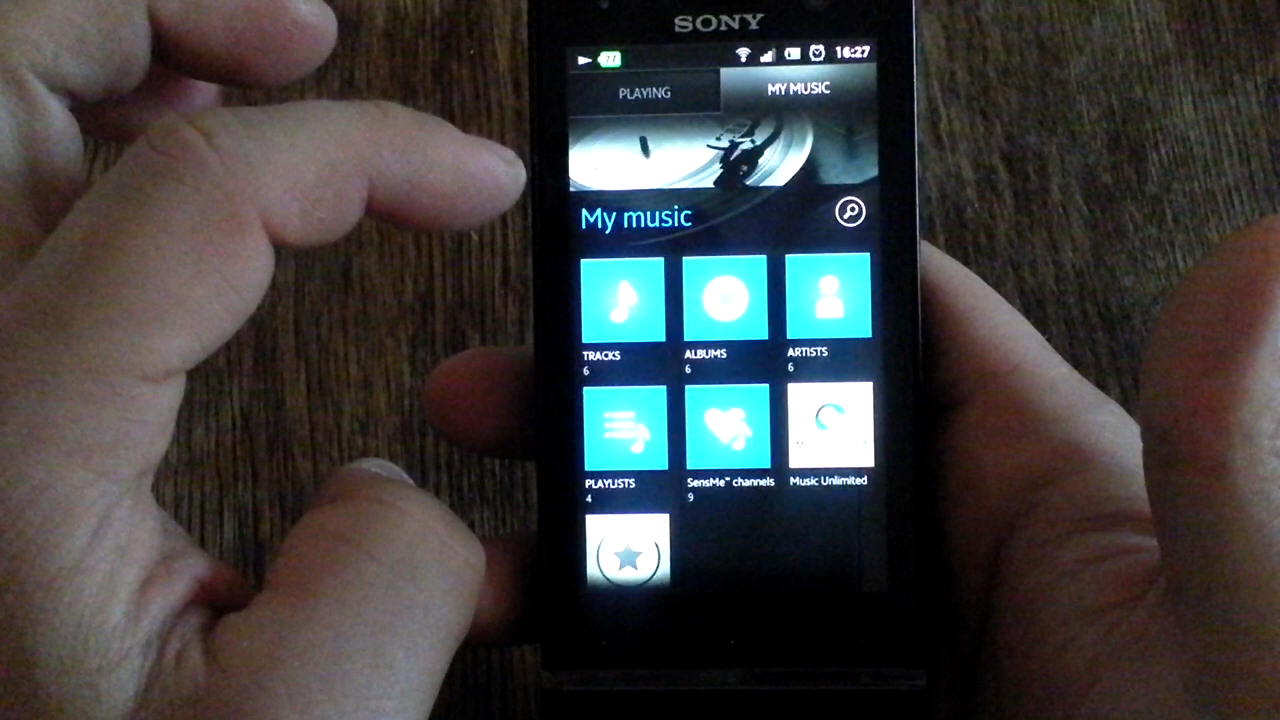 SONY
77 16:27
PLAYING MY MUSIC
My music
TRACKS ALBUMS ARTISTS
6 6 6
PLAYLISTS SensMe™ channels Music Unlimited
4 9